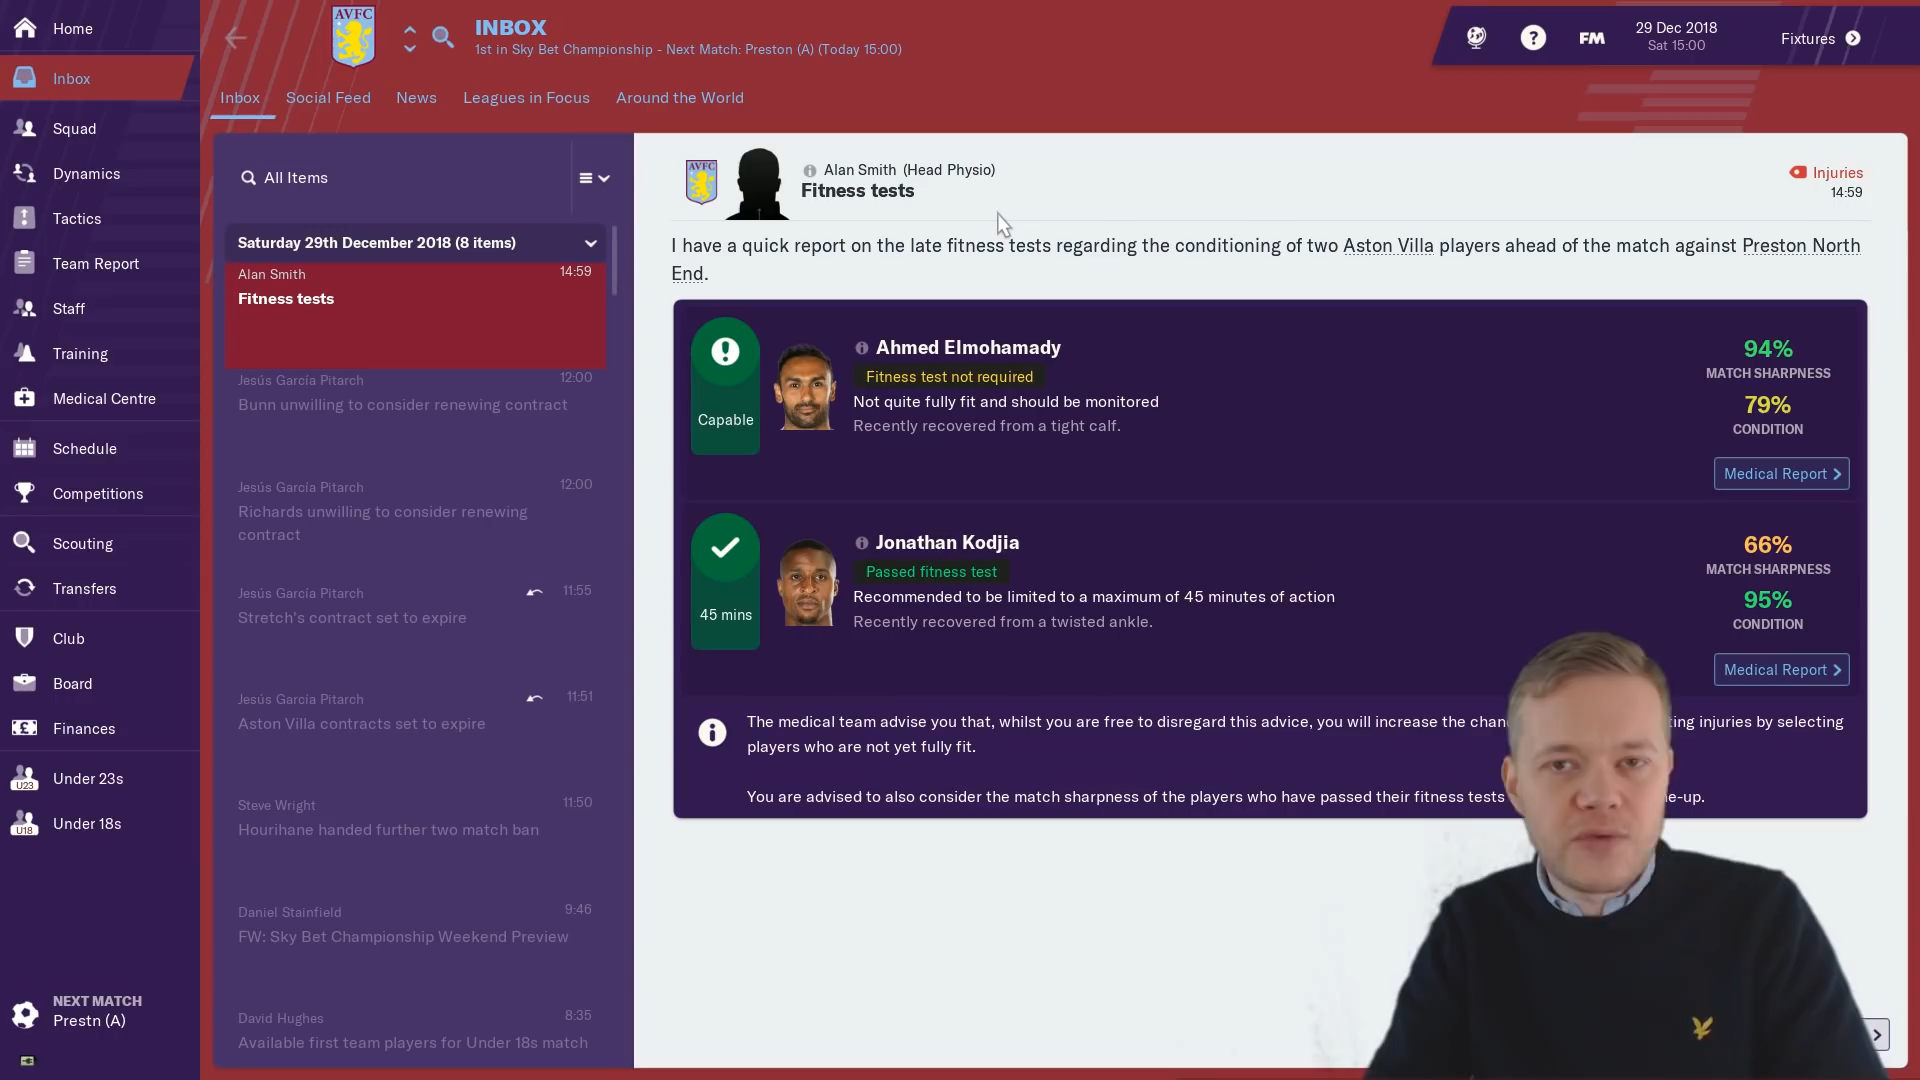 Home
Inbox
Squad
Dynamics
Tactics
Team Report
Staff
Training
Medical Centre
Schedule
Competitions
Scouting
Transfers
Club
Board
Finances
U23
Under 23s
U18
Under 18s
NEXT MATCH
Prestn (A)
AVFC
INBOX
1st in Sky Bet Championship - Next Match: Preston (A) (Today 15:00)
?
FM
29 Dec 2018
Sat 15:00
Fixtures
Inbox
Social Feed
News
Leagues in Focus
Around the World
All Items
Saturday 29th December 2018 (8 items)
Alan Smith 14:59
Fitness tests
Jesús García Pitarch 12:00
Bunn unwilling to consider renewing contract
Jesús García Pitarch 12:00
Richards unwilling to consider renewing
contract
Jesús García Pitarch 11:55
Stretch's contract set to expire
Jesús García Pitarch 11:51
Aston Villa contracts set to expire
Steve Wright 11:50
Hourihane handed further two match ban
Daniel Stainfield 9:46
FW: Sky Bet Championship Weekend Preview
David Hughes 8:35
Available first team players for Under 18s match
AVFC
Alan Smith (Head Physio)
Fitness tests
Injuries
14:59
I have a quick report on the late fitness tests regarding the conditioning of two Aston Villa players ahead of the match against Preston North
End.
Capable
Ahmed Elmohamady
Fitness test not required
Not quite fully fit and should be monitored
Recently recovered from a tight calf.
94%
MATCH SHARPNESS
79%
CONDITION
Medical Report
45 mins
Jonathan Kodjia
Passed fitness test
Recommended to be limited to a maximum of 45 minutes of action
Recently recovered from a twisted ankle.
66%
MATCH SHARPNESS
95%
CONDITION
Medical Report
The medical team advise you that, whilst you are free to disregard this advice, you will increase the chan ting injuries by selecting
players who are not yet fully fit.
You are advised to also consider the match sharpness of the players who have passed their fitness tests e-up.